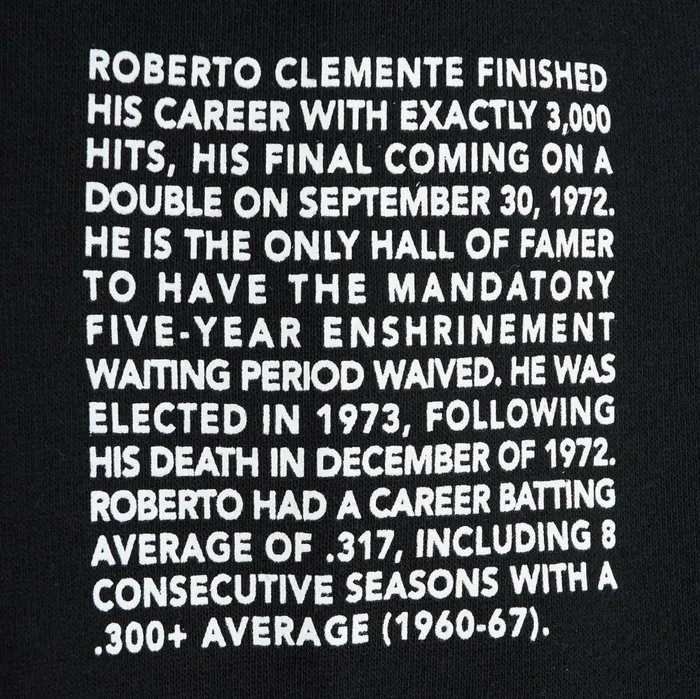 ROBERTO CLEMENTE FINISHED
HIS CAREER WITH EXACTLY 3,000
HITS, HIS FINAL COMING ON A
DOUBLE ON SEPTEMBER 30, 1972.
HE IS THE ONLY HALL OF FAMER
TO HAVE THE MANDATORY
FIVE-YEAR ENSHRINEMENT
WAITING PERIOD WAIVED. HE WAS
ELECTED IN 1973, FOLLOWING
HIS DEATH IN DECEMBER OF 1972.
ROBERTO HAD A CAREER BATTING
AVERAGE OF .317, INCLUDING 8
CONSECUTIVE SEASONS WITH A
.300+ AVERAGE (1960-67).